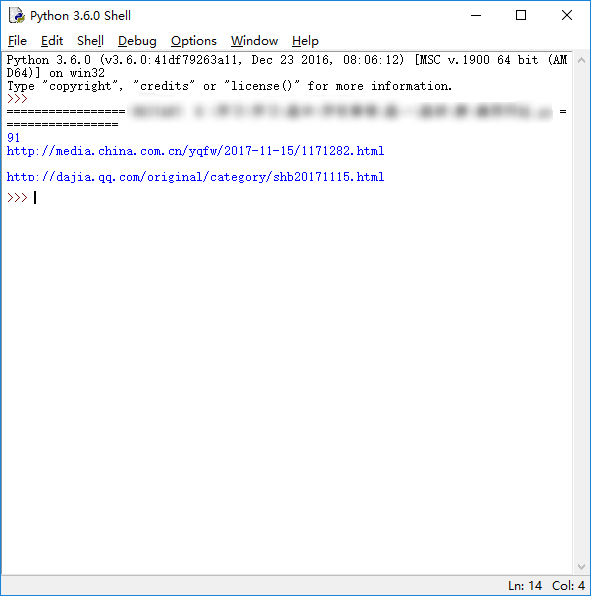 Python 3.6.0 Shell
File Edit Shell Debug Options Window Help
Python 3.6.0 (v3.6.0:41df79263a11, Dec 23 2016, 08:06:12) [MSC v.1900 64 bit (AM
D64)] on win32
Type "copyright", "credits" or "license()" for more information.
>>>
================= =
================
91
http://media.china.com.cn/yqfw/2017-11-15/1171282.html
http://dajia.qq.com/original/category/shb20171115.html
>>>
Ln: 14 Col: 4